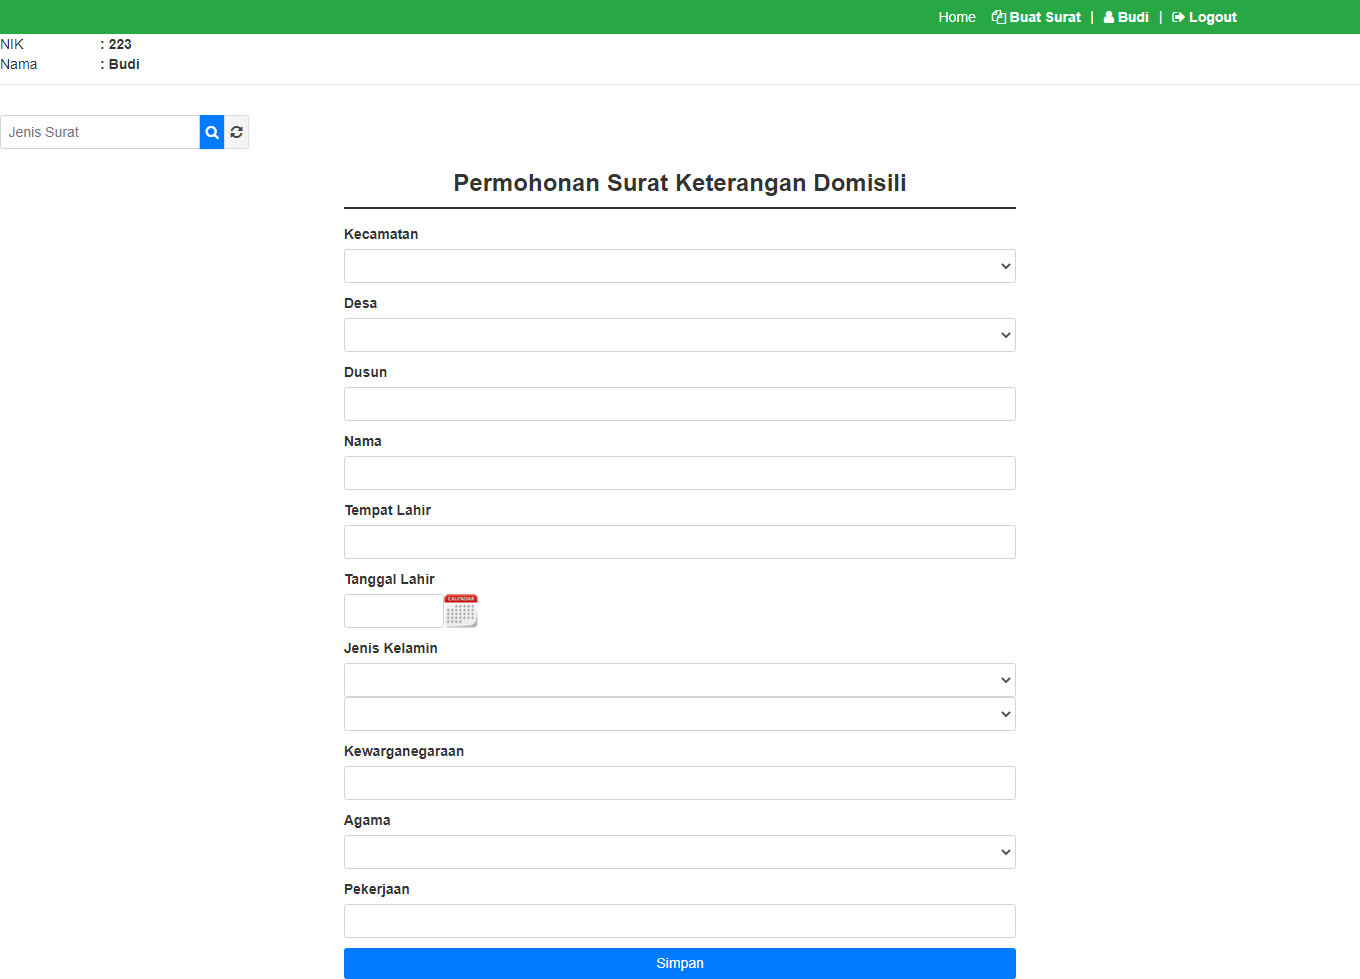 Home Buat Surat | Budi | Logout
NIK : 223
Nama : Budi
Jenis Surat
Permohonan Surat Keterangan Domisili
Kecamatan
Desa
Dusun
Nama
Tempat Lahir
Tanggal Lahir
CALENDAR
Jenis Kelamin
Kewarganegaraan
Agama
Pekerjaan
Simpan